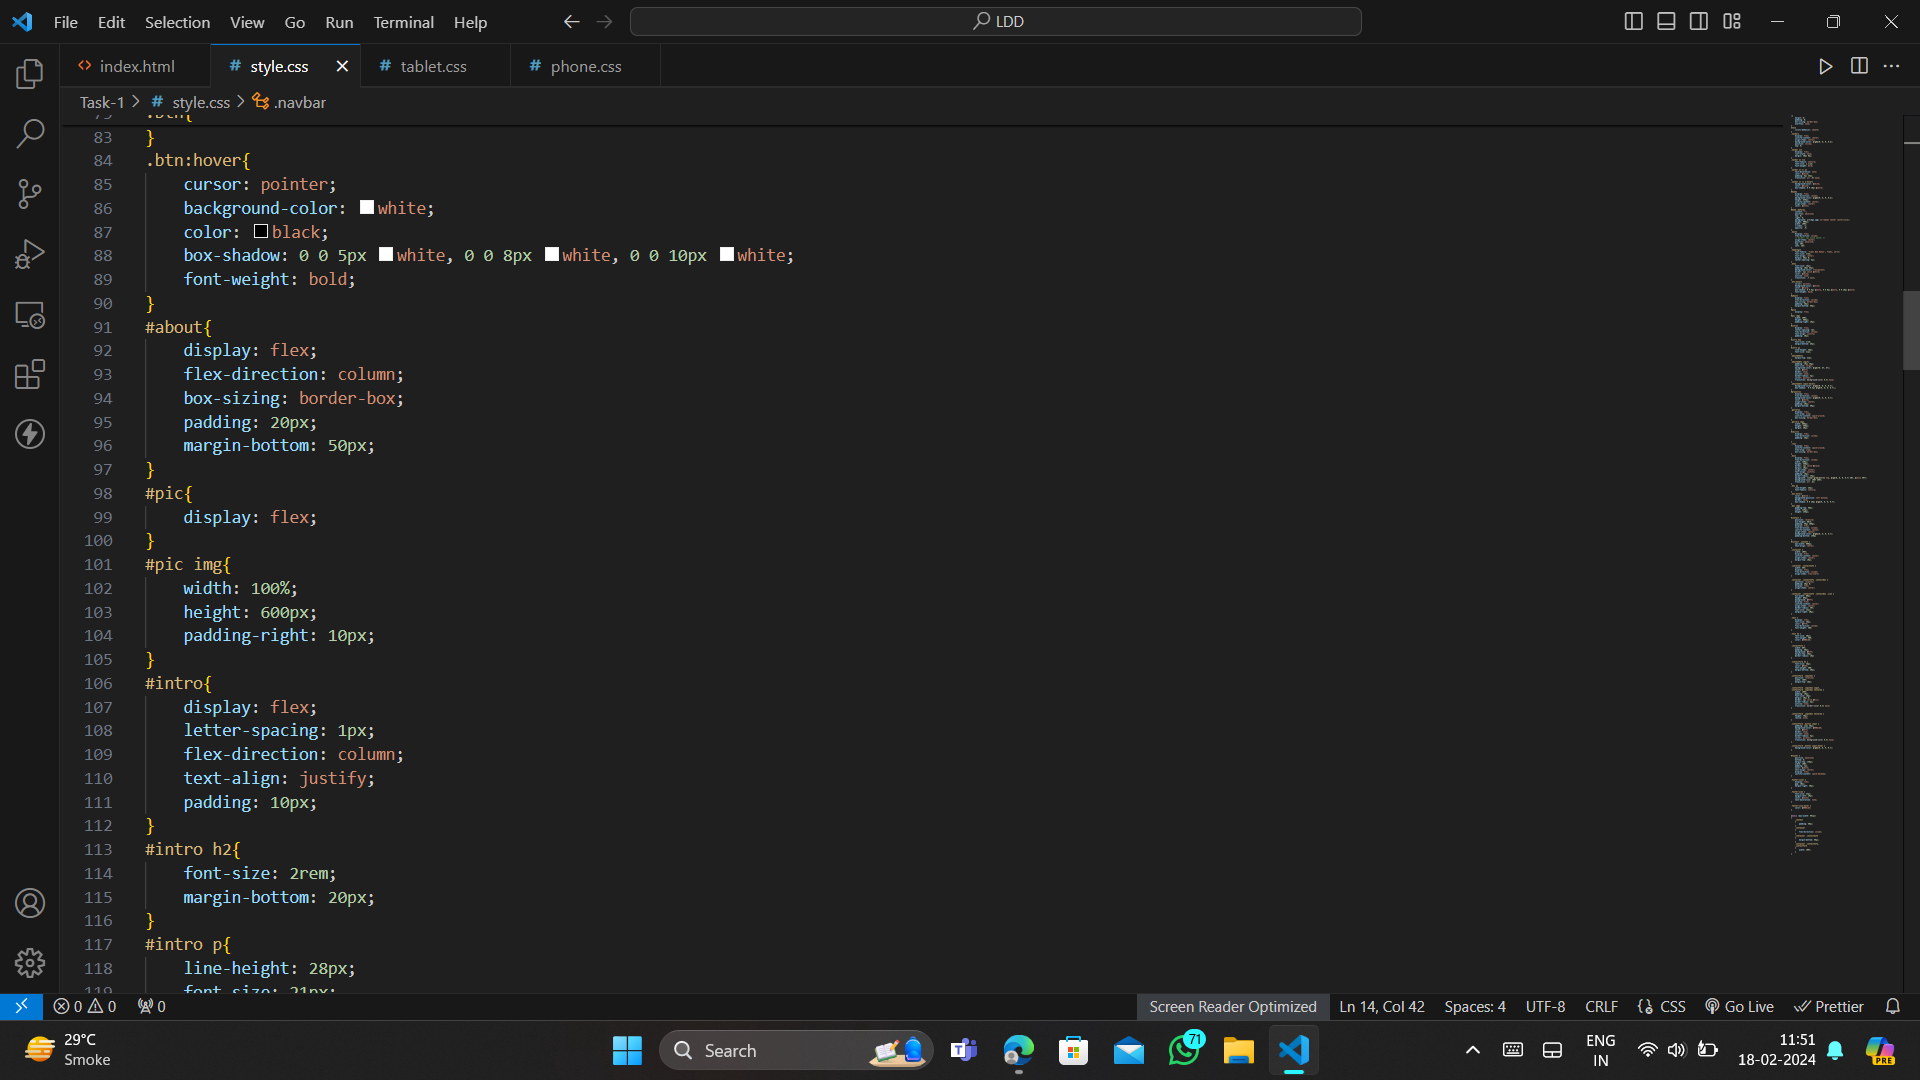 File Edit Selection View Go Run Terminal Help
LDD
index.html
# style.css
# tablet.css
# phone.css
Task-1 > # style.css > .navbar
.btn{
83 }
84 .btn:hover{
85 cursor: pointer;
86 background-color: white;
87 color: black;
88 box-shadow: 0 0 5px white, 0 0 8px white, 0 0 10px white;
89 font-weight: bold;
90 }
91 #about{
92 display: flex;
93 flex-direction: column;
94 box-sizing: border-box;
95 padding: 20px;
96 margin-bottom: 50px;
97 }
98 #pic{
99 display: flex;
100 }
101 #pic img{
102 width: 100%;
103 height: 600px;
104 padding-right: 10px;
105 }
106 #intro{
107 display: flex;
108 letter-spacing: 1px;
109 flex-direction: column;
110 text-align: justify;
111 padding: 10px;
112 }
113 #intro h2{
114 font-size: 2rem;
115 margin-bottom: 20px;
116 }
117 #intro p{
118 line-height: 28px;
119 font-size: 21px;
0 0 0 Screen Reader Optimized Ln 14, Col 42 Spaces: 4 UTF-8 CRLF {} CSS Go Live Prettier
29°C
Smoke
Search
71
ENG
IN
11:51
18-02-2024
PRE